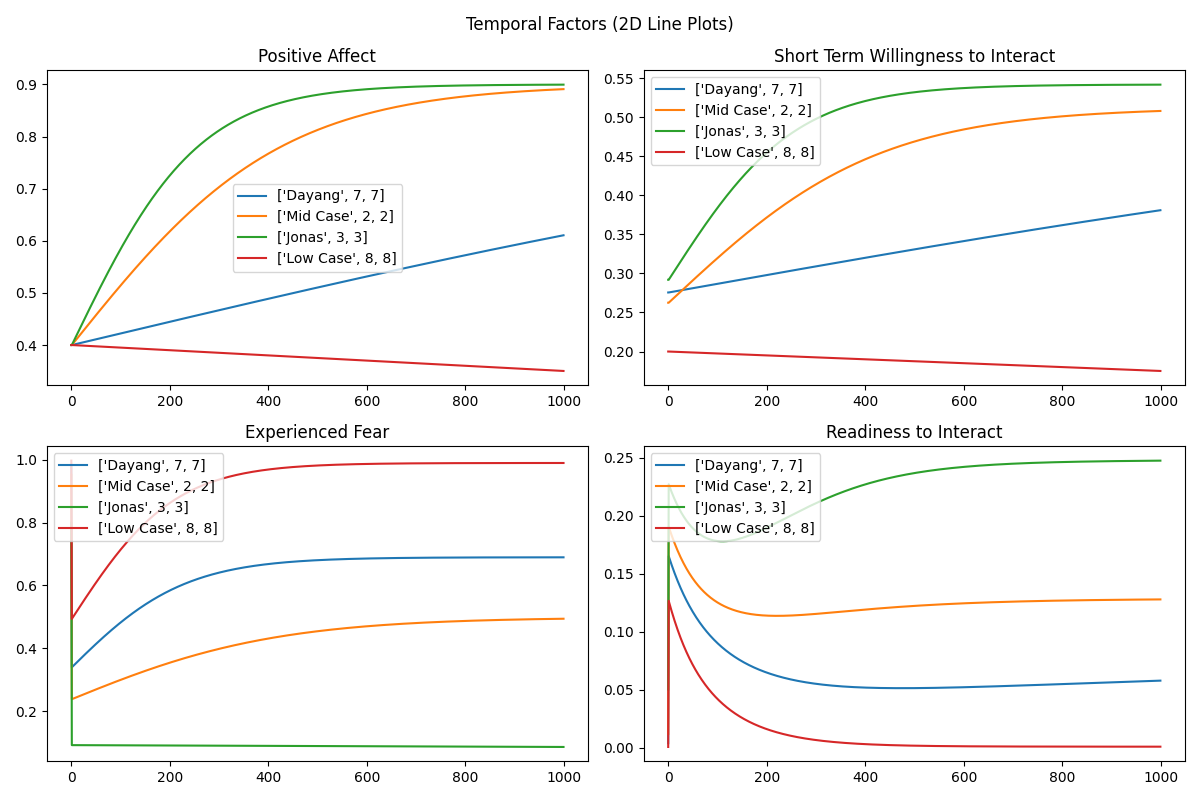 Temporal Factors (2D Line Plots)
Positive Affect
0.9
0.8
0.7
0.6
0.5
0.4
['Dayang', 7, 7]
['Mid Case', 2, 2]
['Jonas', 3, 3]
['Low Case', 8, 8]
0 200 400 600 800 1000
Short Term Willingness to Interact
0.55
0.50
0.45
0.40
0.35
0.30
0.25
0.20
['Dayang', 7, 7]
['Mid Case', 2, 2]
['Jonas', 3, 3]
['Low Case', 8, 8]
0 200 400 600 800 1000
Experienced Fear
1.0
0.8
0.6
0.4
0.2
['Dayang', 7, 7]
['Mid Case', 2, 2]
['Jonas', 3, 3]
['Low Case', 8, 8]
0 200 400 600 800 1000
Readiness to Interact
0.25
0.20
0.15
0.10
0.05
0.00
['Dayang', 7, 7]
['Mid Case', 2, 2]
['Jonas', 3, 3]
['Low Case', 8, 8]
0 200 400 600 800 1000